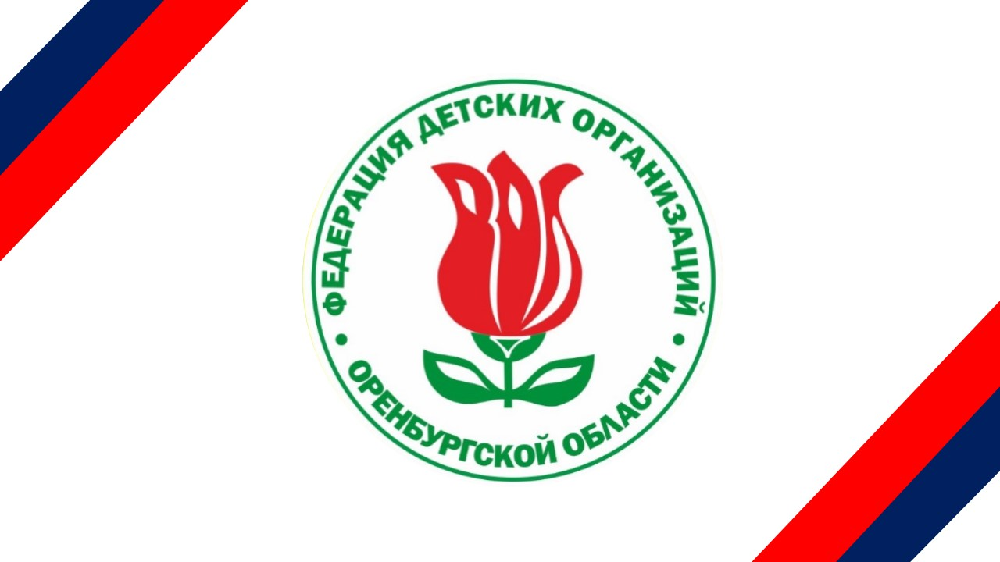 ФЕДЕРАЦИЯ ДЕТСКИХ ОРГАНИЗАЦИЙ
• ОРЕНБУРГСКОЙ ОБЛАСТИ •